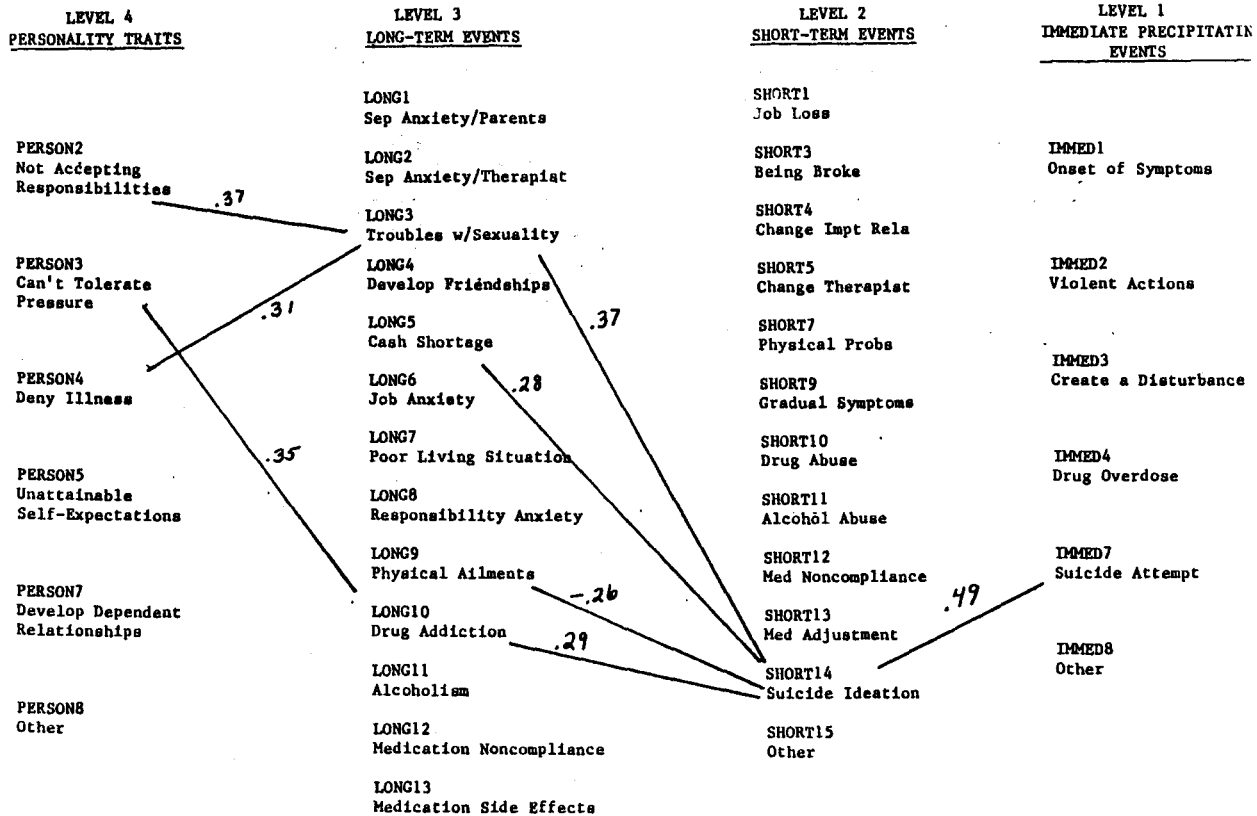 LEVEL 4
PERSONALITY TRAITS
PERSON2
Not Accepting
Responsibilities
PERSON3
Can't Tolerate
Pressure
PERSON4
Deny Illness
PERSON5
Unattainable
Self-Expectations
PERSON7
Develop Dependent
Relationships
PERSON8
Other
.37
.31
.35
LEVEL 3
LONG-TERM EVENTS
LONG1
Sep Anxiety/Parents
LONG2
Sep Anxiety/Therapist
LONG3
Troubles w/Sexuality
LONG4
Develop Friendships
LONG5
Cash Shortage
LONG6
Job Anxiety
LONG7
Poor Living Situation
LONG8
Responsibility Anxiety
LONG9
Physical Ailments
LONG10
Drug Addiction
LONG11
Alcoholism
LONG12
Medication Noncompliance
LONG13
Medication Side Effects
.37
.28
-.26
.29
LEVEL 2
SHORT-TERM EVENTS
SHORT1
Job Loss
SHORT3
Being Broke
SHORT4
Change Impt Rela
SHORT5
Change Therapist
SHORT7
Physical Probs
SHORT9
Gradual Symptoms
SHORT10
Drug Abuse
SHORT11
Alcohol Abuse
SHORT12
Med Noncompliance
SHORT13
Med Adjustment
SHORT14
Suicide Ideation
SHORT15
Other
.49
LEVEL 1
IMMEDIATE PRECIPITATIN
EVENTS
IMMED1
Onset of Symptoms
IMMED2
Violent Actions
IMMED3
Create a Disturbance
IMMED4
Drug Overdose
IMMED7
Suicide Attempt
IMMED8
Other